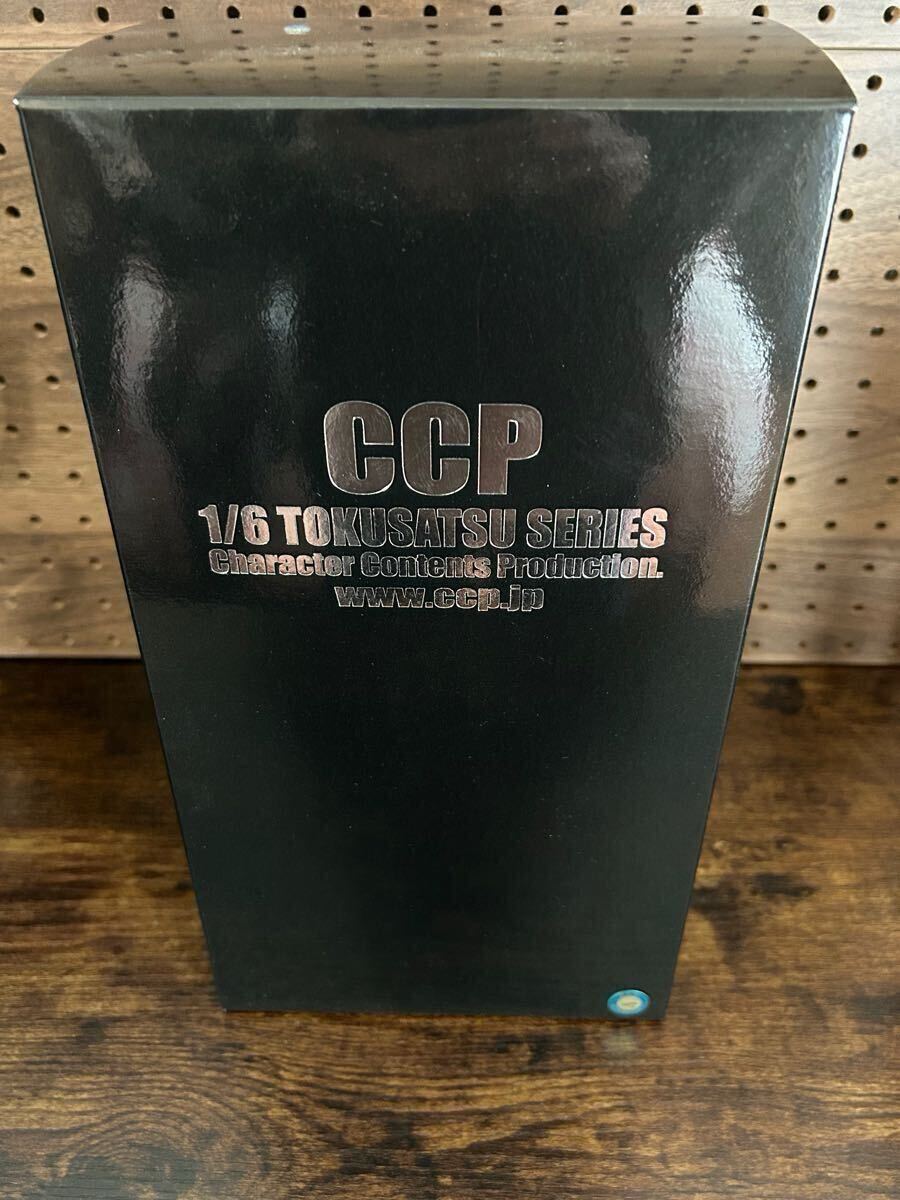 CCP
1/6 TOKUSATSU SERIES
Character Contents Production.
www.ccp.jp